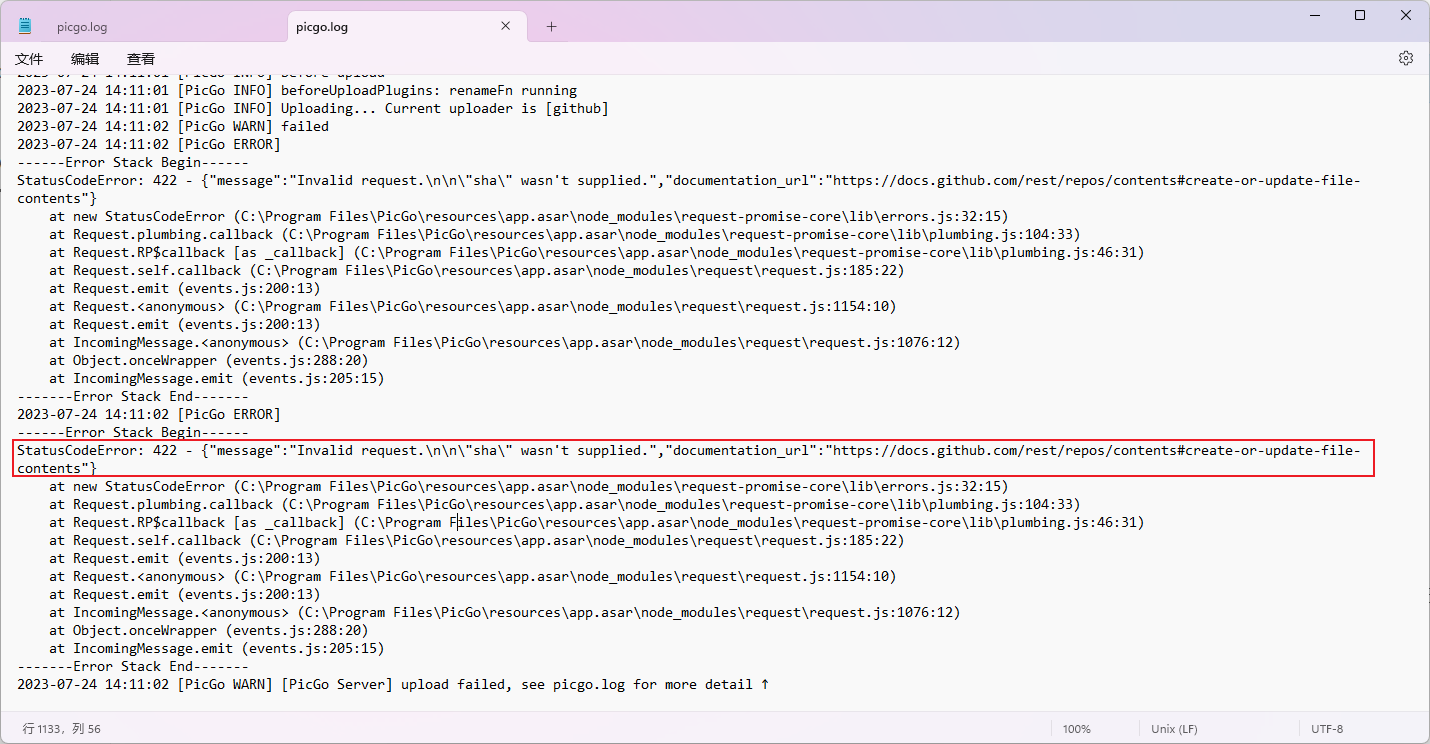 picgo.log
picgo.log
文件 编辑 查看
2023-07-24 14:11:01 [PicGo INFO] before upload
2023-07-24 14:11:01 [PicGo INFO] beforeUploadPlugins: renameFn running
2023-07-24 14:11:01 [PicGo INFO] Uploading... Current uploader is [github]
2023-07-24 14:11:02 [PicGo WARN] failed
2023-07-24 14:11:02 [PicGo ERROR]
------Error Stack Begin------
StatusCodeError: 422 - {"message":"Invalid request.\n\n\"sha\" wasn't supplied.","documentation_url":"https://docs.github.com/rest/repos/contents#create-or-update-file-
contents"}
    at new StatusCodeError (C:\Program Files\PicGo\resources\app.asar\node_modules\request-promise-core\lib\errors.js:32:15)
    at Request.plumbing.callback (C:\Program Files\PicGo\resources\app.asar\node_modules\request-promise-core\lib\plumbing.js:104:33)
    at Request.RP$callback [as _callback] (C:\Program Files\PicGo\resources\app.asar\node_modules\request-promise-core\lib\plumbing.js:46:31)
    at Request.self.callback (C:\Program Files\PicGo\resources\app.asar\node_modules\request\request.js:185:22)
    at Request.emit (events.js:200:13)
    at Request.<anonymous> (C:\Program Files\PicGo\resources\app.asar\node_modules\request\request.js:1154:10)
    at Request.emit (events.js:200:13)
    at IncomingMessage.<anonymous> (C:\Program Files\PicGo\resources\app.asar\node_modules\request\request.js:1076:12)
    at Object.onceWrapper (events.js:288:20)
    at IncomingMessage.emit (events.js:205:15)
-------Error Stack End-------
2023-07-24 14:11:02 [PicGo ERROR]
------Error Stack Begin------
StatusCodeError: 422 - {"message":"Invalid request.\n\n\"sha\" wasn't supplied.","documentation_url":"https://docs.github.com/rest/repos/contents#create-or-update-file-
contents"}
    at new StatusCodeError (C:\Program Files\PicGo\resources\app.asar\node_modules\request-promise-core\lib\errors.js:32:15)
    at Request.plumbing.callback (C:\Program Files\PicGo\resources\app.asar\node_modules\request-promise-core\lib\plumbing.js:104:33)
    at Request.RP$callback [as _callback] (C:\Program Files\PicGo\resources\app.asar\node_modules\request-promise-core\lib\plumbing.js:46:31)
    at Request.self.callback (C:\Program Files\PicGo\resources\app.asar\node_modules\request\request.js:185:22)
    at Request.emit (events.js:200:13)
    at Request.<anonymous> (C:\Program Files\PicGo\resources\app.asar\node_modules\request\request.js:1154:10)
    at Request.emit (events.js:200:13)
    at IncomingMessage.<anonymous> (C:\Program Files\PicGo\resources\app.asar\node_modules\request\request.js:1076:12)
    at Object.onceWrapper (events.js:288:20)
    at IncomingMessage.emit (events.js:205:15)
-------Error Stack End-------
2023-07-24 14:11:02 [PicGo WARN] [PicGo Server] upload failed, see picgo.log for more detail ↑
行 1133，列 56 100% Unix (LF) UTF-8